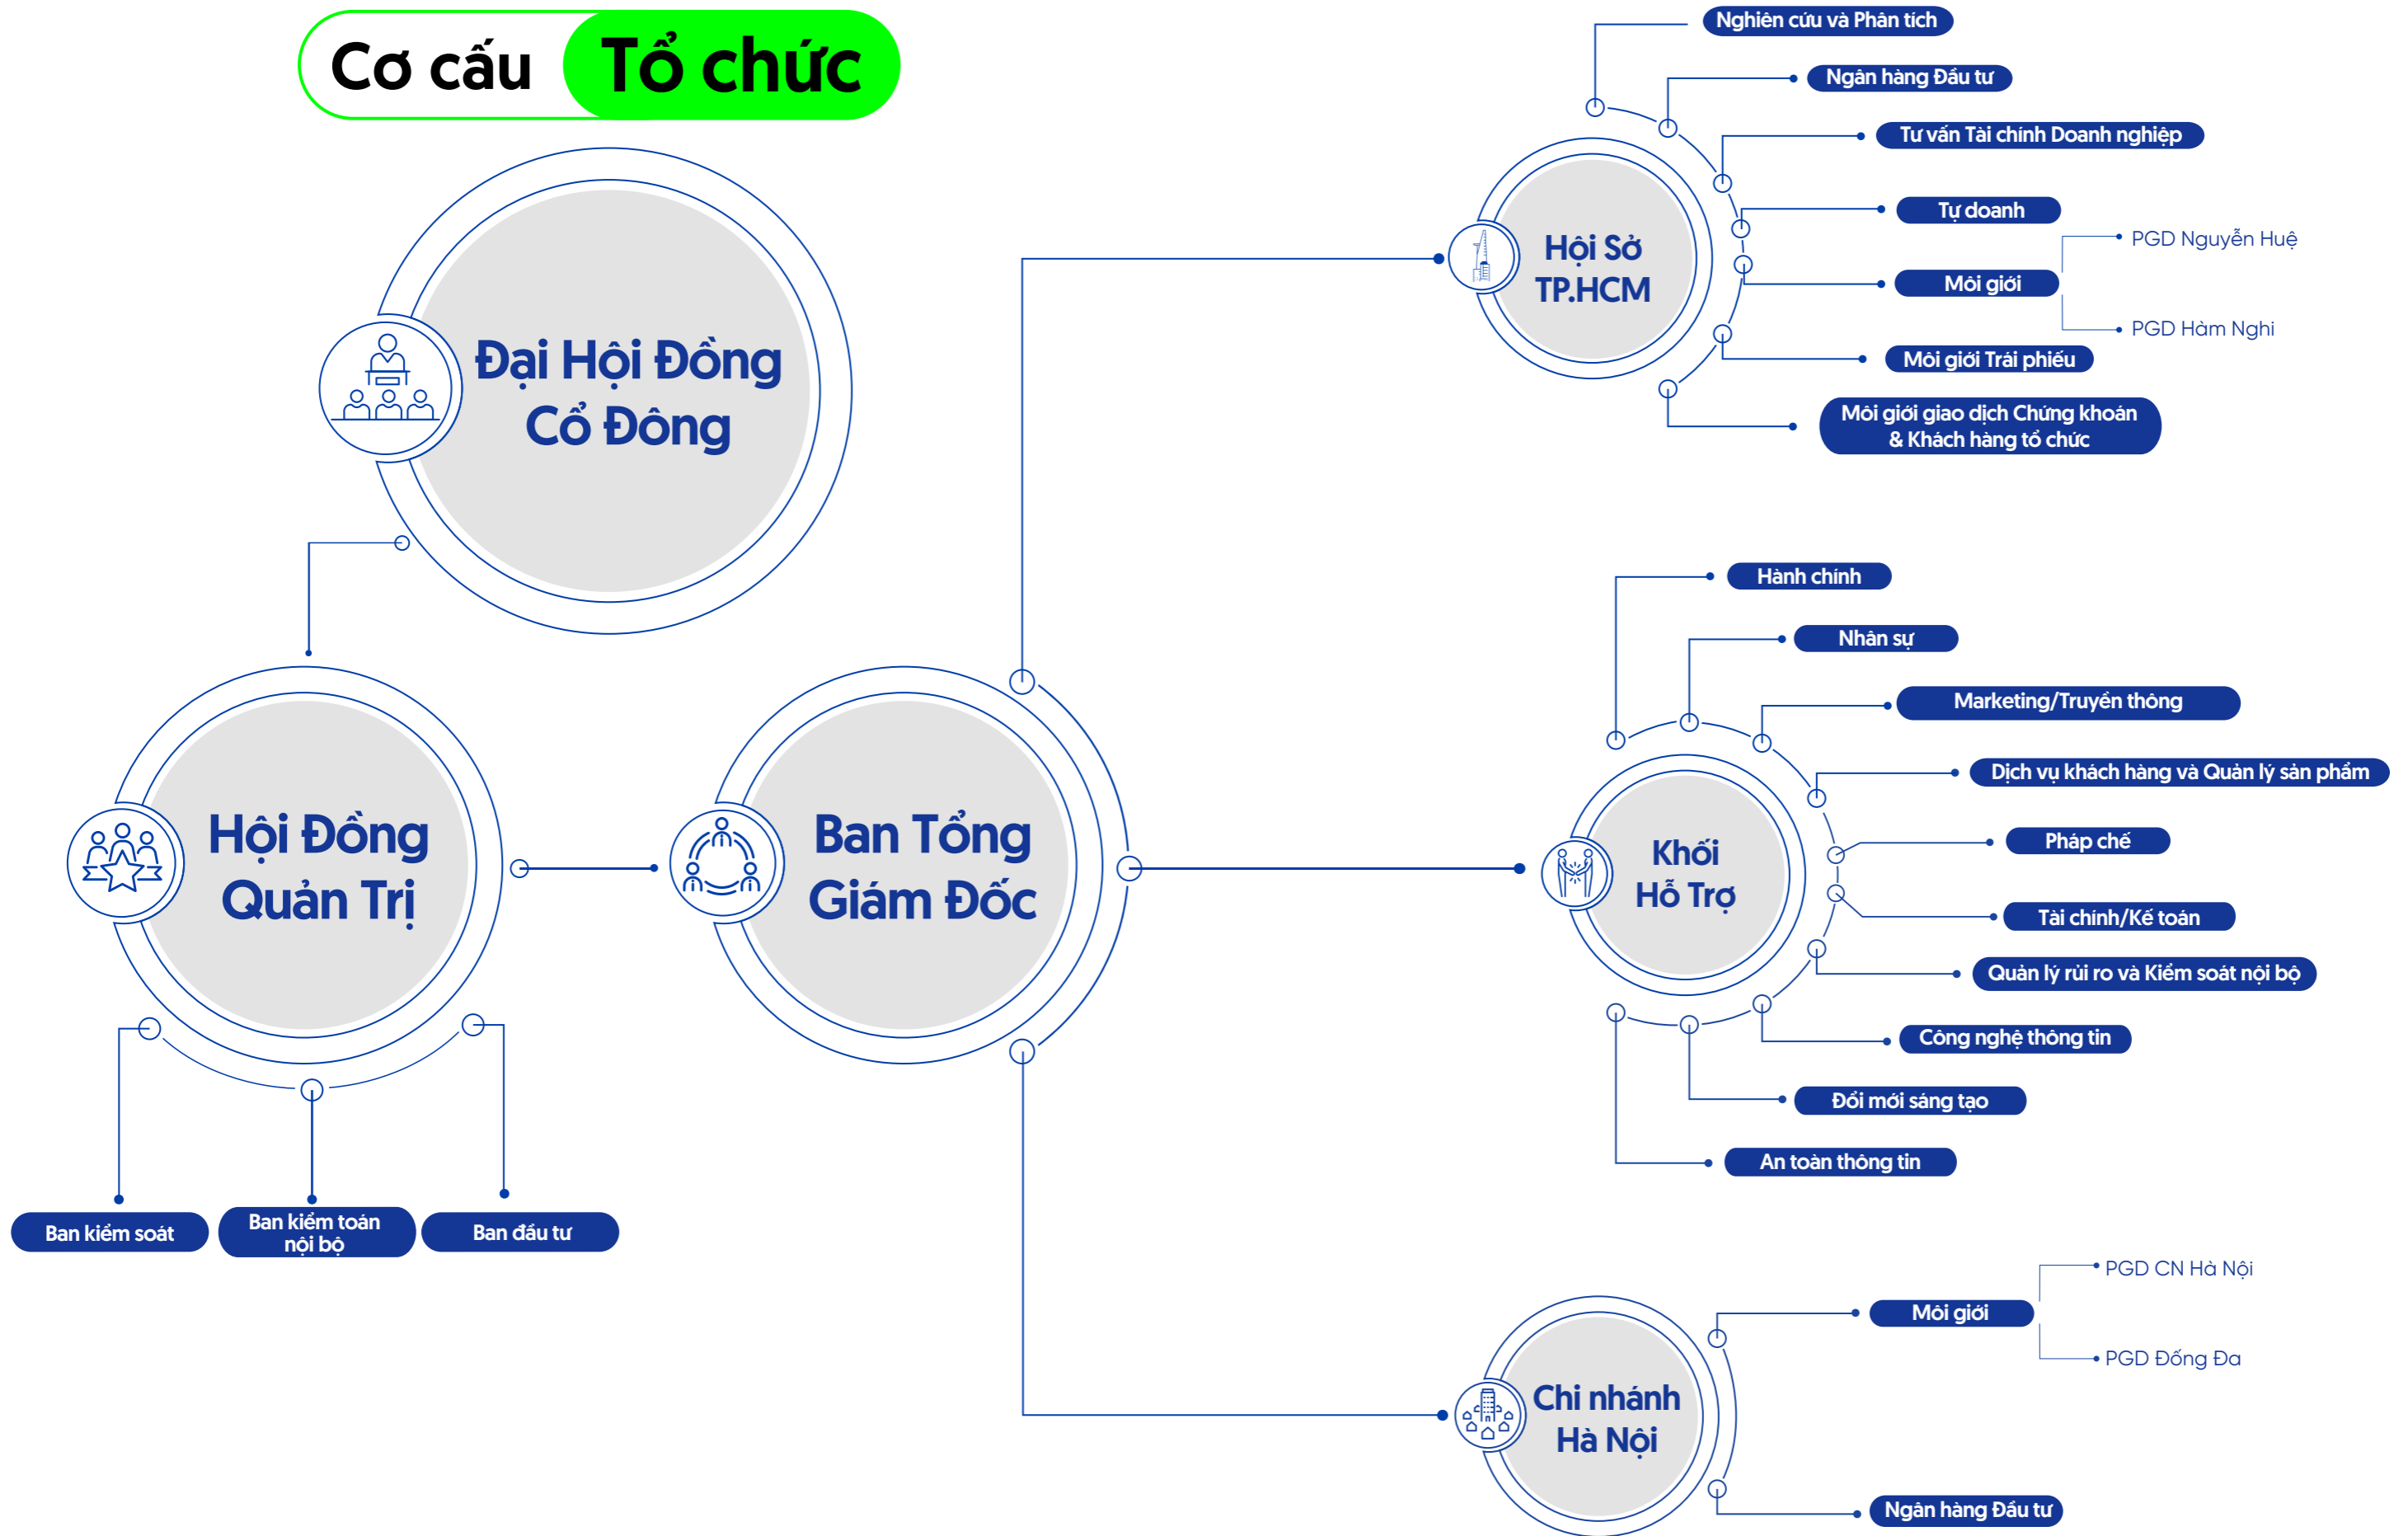 Cơ cấu Tổ chức
Đại Hội Đồng
Cổ Đông
Hội Đồng
Quản Trị
Ban kiểm soát
Ban kiểm toán
nội bộ
Ban đầu tư
Ban Tổng
Giám Đốc
Hội Sở
TP.HCM
Nghiên cứu và Phân tích
Ngân hàng Đầu tư
Tư vấn Tài chính Doanh nghiệp
Tự doanh
Môi giới
PGD Nguyễn Huệ
PGD Hàm Nghi
Môi giới Trái phiếu
Môi giới giao dịch Chứng khoán
& Khách hàng tổ chức
Khối
Hỗ Trợ
Hành chính
Nhân sự
Marketing/Truyền thông
Dịch vụ khách hàng và Quản lý sản phẩm
Pháp chế
Tài chính/Kế toán
Quản lý rủi ro và Kiểm soát nội bộ
Công nghệ thông tin
Đổi mới sáng tạo
An toàn thông tin
Chi nhánh
Hà Nội
Môi giới
PGD CN Hà Nội
PGD Đống Đa
Ngân hàng Đầu tư